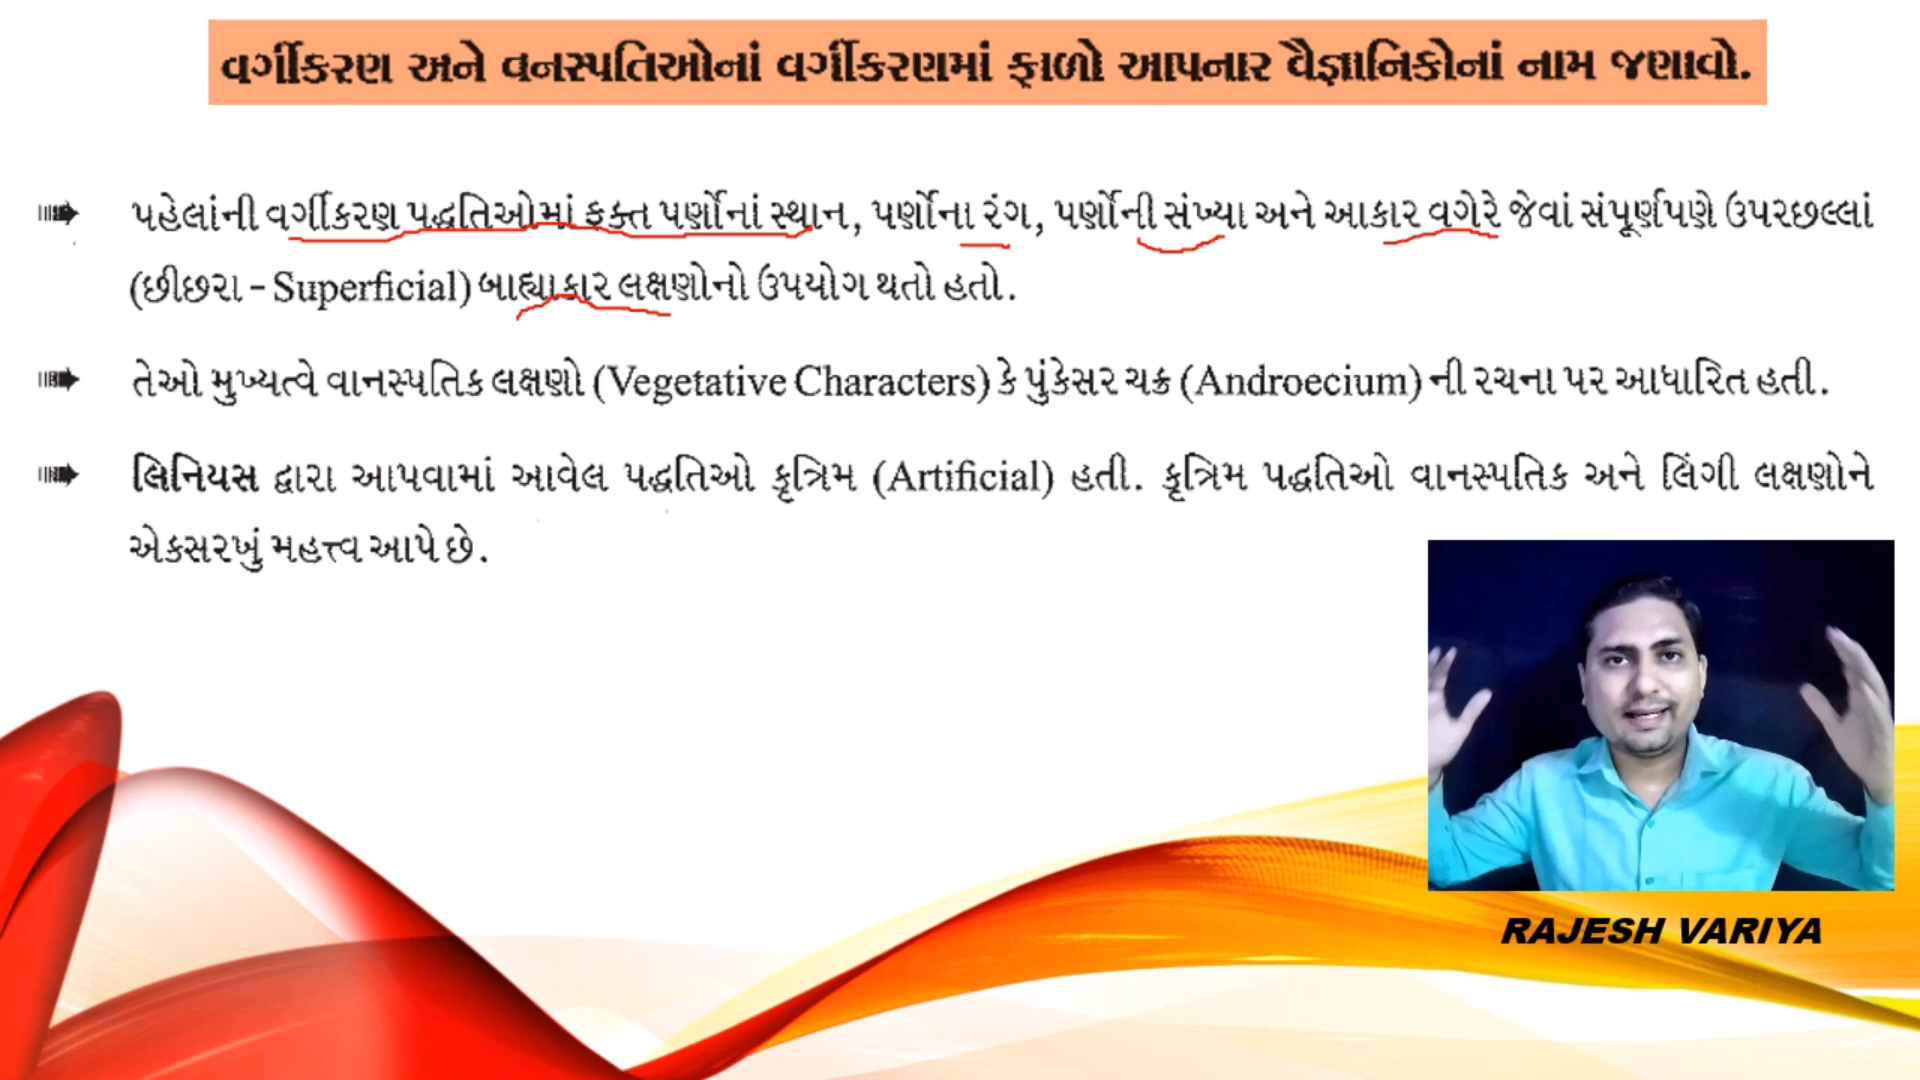 વર્ગીકરણ અને વનસ્પતિઓનાં વર્ગીકરણમાં ફાળો આપનાર વૈજ્ઞાનિકોનાં નામ જણાવો.
પહેલાંની વર્ગીકરણ પદ્ધતિઓમાં ફક્ત પર્ણોનાં સ્થાન, પર્ણોના રંગ, પર્ણોની સંખ્યા અને આકાર વગેરે જેવાં સંપૂર્ણપણે ઉપરછલ્લાં
(છીછરા - Superficial) બાહ્યાકાર લક્ષણોનો ઉપયોગ થતો હતો.
તેઓ મુખ્યત્વે વાનસ્પતિક લક્ષણો (Vegetative Characters) કે પુંકેસર ચક્ર (Androecium) ની રચના પર આધારિત હતી.
લિનિયસ દ્વારા આપવામાં આવેલ પદ્ધતિઓ કૃત્રિમ (Artificial) હતી. કૃત્રિમ પદ્ધતિઓ વાનસ્પતિક અને લિંગી લક્ષણોને
એકસરખું મહત્ત્વ આપે છે.
RAJESH VARIYA